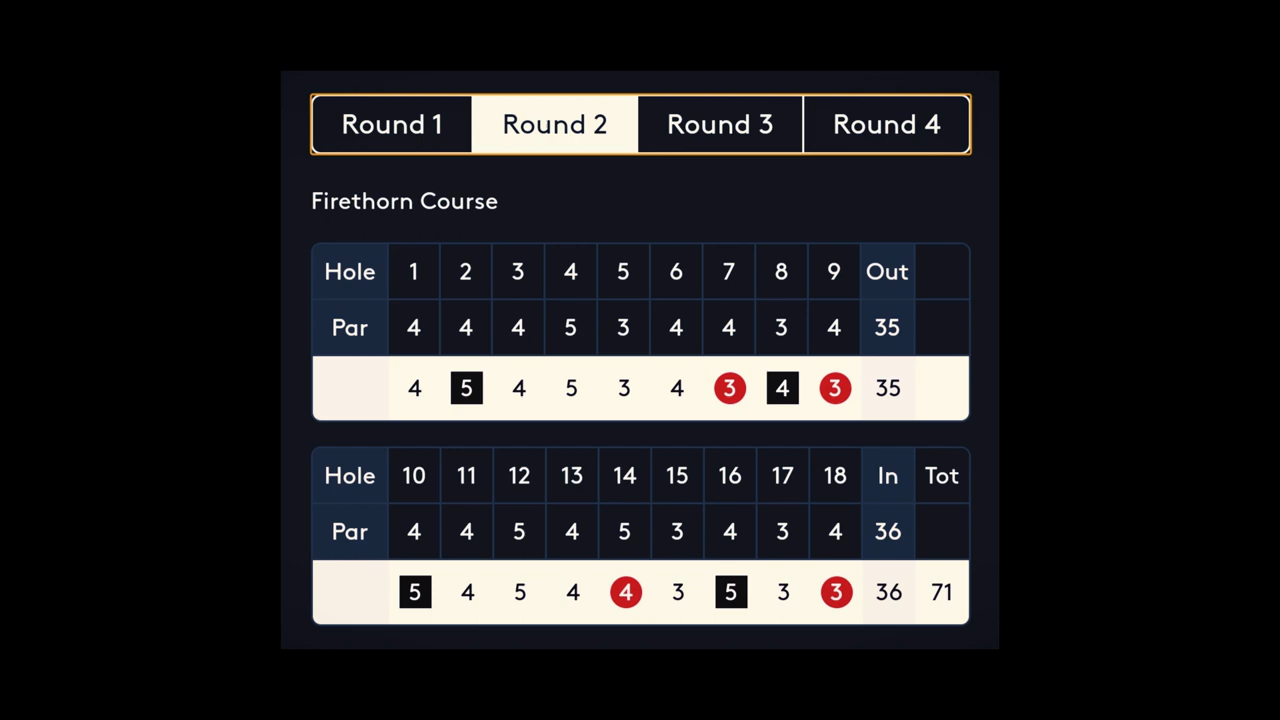 Round 1 Round 2 Round 3 Round 4
Firethorn Course
Hole 1 2 3 4 5 6 7 8 9 Out
Par 4 4 4 5 3 4 4 3 4 35
4 5 4 5 3 4 3 4 3 35
Hole 10 11 12 13 14 15 16 17 18 In Tot
Par 4 4 5 4 5 3 4 3 4 36
5 4 5 4 4 3 5 3 3 36 71